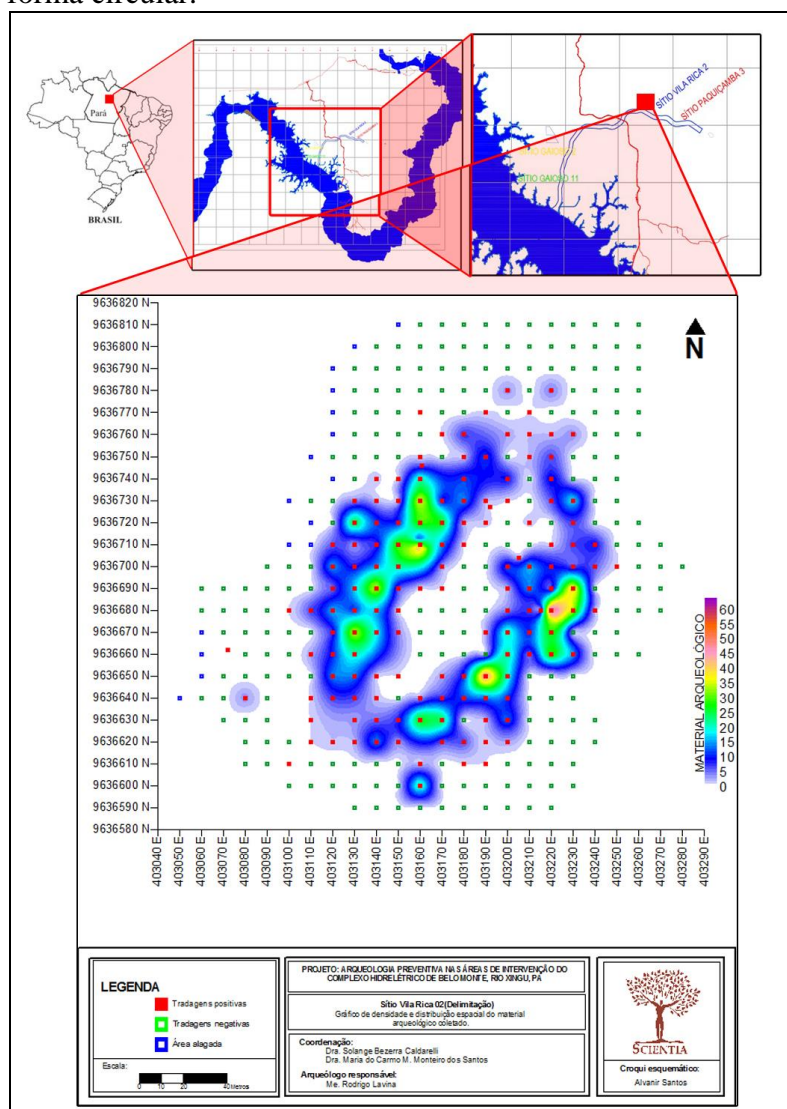 forma circular.
Pará
BRASIL
SÍTIO VILA RICA 2
SÍTIO PAQUIÇAMBA 3
SÍTIO GAIOSO 11
N
9636820 N
9636810 N
9636800 N
9636790 N
9636780 N
9636770 N
9636760 N
9636750 N
9636740 N
9636730 N
9636720 N
9636710 N
9636700 N
9636690 N
9636680 N
9636670 N
9636660 N
9636650 N
9636640 N
9636630 N
9636620 N
9636610 N
9636600 N
9636590 N
9636580 N
403040 E
403050 E
403060 E
403070 E
403080 E
403090 E
403100 E
403110 E
403120 E
403130 E
403140 E
403150 E
403160 E
403170 E
403180 E
403190 E
403200 E
403210 E
403220 E
403230 E
403240 E
403250 E
403260 E
403270 E
403280 E
403290 E
MATERIAL ARQUEOLÓGICO
60
55
50
45
40
35
30
25
20
15
10
5
0
LEGENDA
Tradagens positivas
Tradagens negativas
Área alagada
Escala:
0 10 20 40 Metros
PROJETO: ARQUEOLOGIA PREVENTIVA NAS ÁREAS DE INTERVENÇÃO DO
COMPLEXO HIDRELÉTRICO DE BELO MONTE, RIO XINGU, PA
Sítio Vila Rica 02(Delimitação)
Gráfico de densidade e distribuição espacial do material
arqueológico coletado.
Coordenação:
Dra. Solange Bezerra Caldarelli
Dra. Maria do Carmo M. Monteiro dos Santos
Arqueólogo responsável:
Me. Rodrigo Lavina
SCIENTIA
Croqui esquemático:
Alvanir Santos